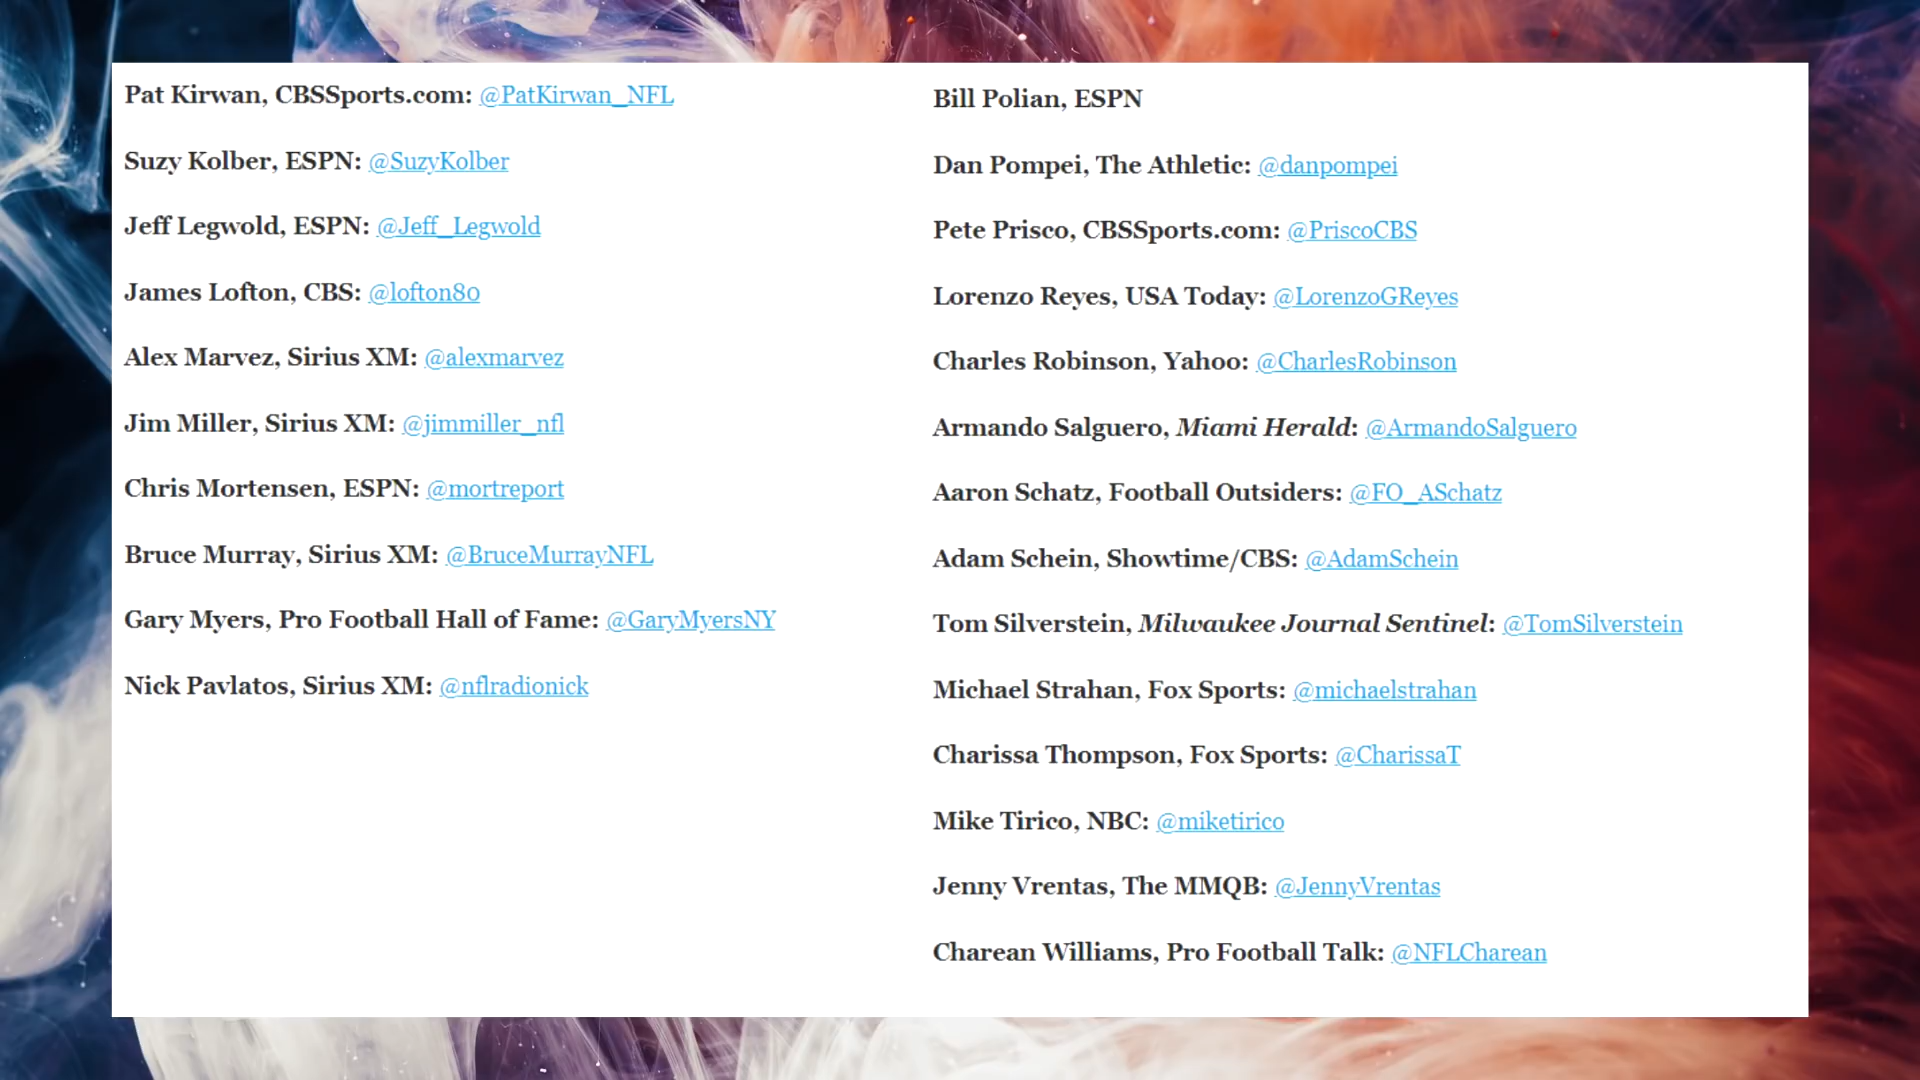 Pat Kirwan, CBSSports.com: @PatKirwan_NFL
Suzy Kolber, ESPN: @SuzyKolber
Jeff Legwold, ESPN: @Jeff_Legwold
James Lofton, CBS: @lofton80
Alex Marvez, Sirius XM: @alexmarvez
Jim Miller, Sirius XM: @jimmiller_nfl
Chris Mortensen, ESPN: @mortreport
Bruce Murray, Sirius XM: @BruceMurrayNFL
Gary Myers, Pro Football Hall of Fame: @GaryMyersNY
Nick Pavlatos, Sirius XM: @nflradionick
Bill Polian, ESPN
Dan Pompei, The Athletic: @danpompei
Pete Prisco, CBSSports.com: @PriscoCBS
Lorenzo Reyes, USA Today: @LorenzoGReyes
Charles Robinson, Yahoo: @CharlesRobinson
Armando Salguero, Miami Herald: @ArmandoSalguero
Aaron Schatz, Football Outsiders: @FO_ASchatz
Adam Schein, Showtime/CBS: @AdamSchein
Tom Silverstein, Milwaukee Journal Sentinel: @TomSilverstein
Michael Strahan, Fox Sports: @michaelstrahan
Charissa Thompson, Fox Sports: @CharissaT
Mike Tirico, NBC: @miketirico
Jenny Vrentas, The MMQB: @JennyVrentas
Charean Williams, Pro Football Talk: @NFLCharean